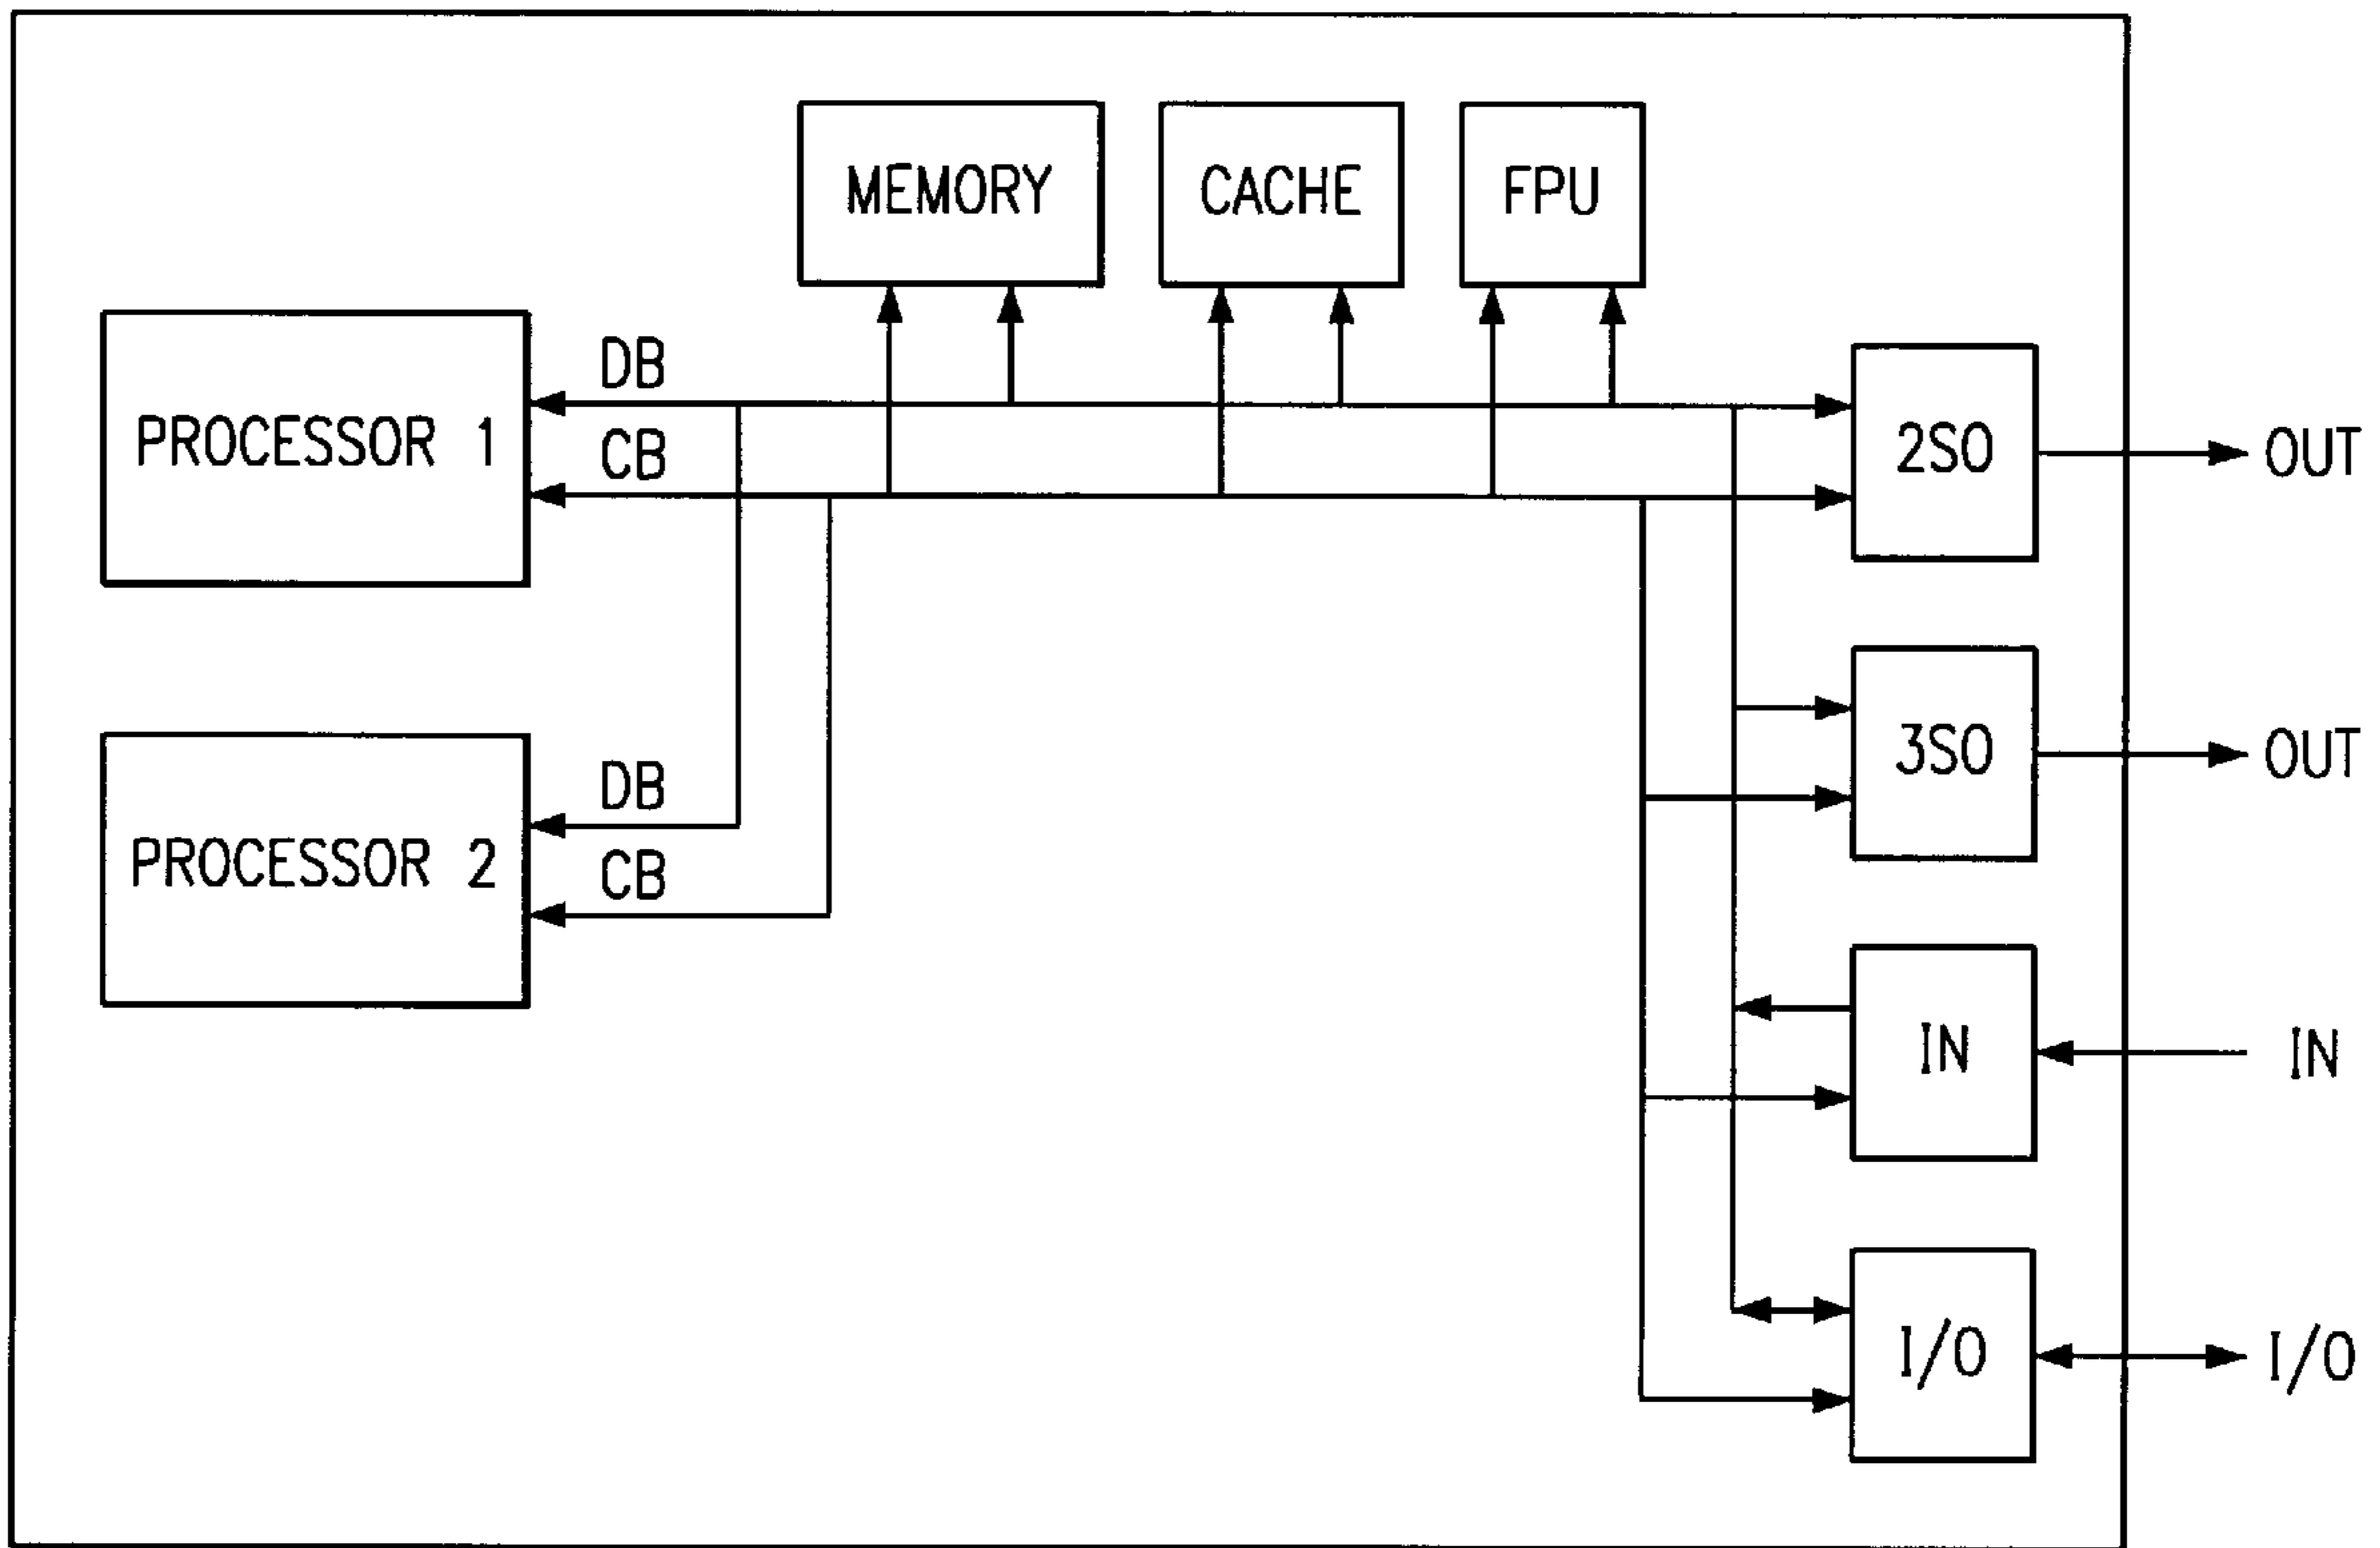 MEMORY
CACHE
FPU
PROCESSOR 1
DB
CB
2SO
OUT
3SO
OUT
PROCESSOR 2
DB
CB
IN
IN
I/O
I/O